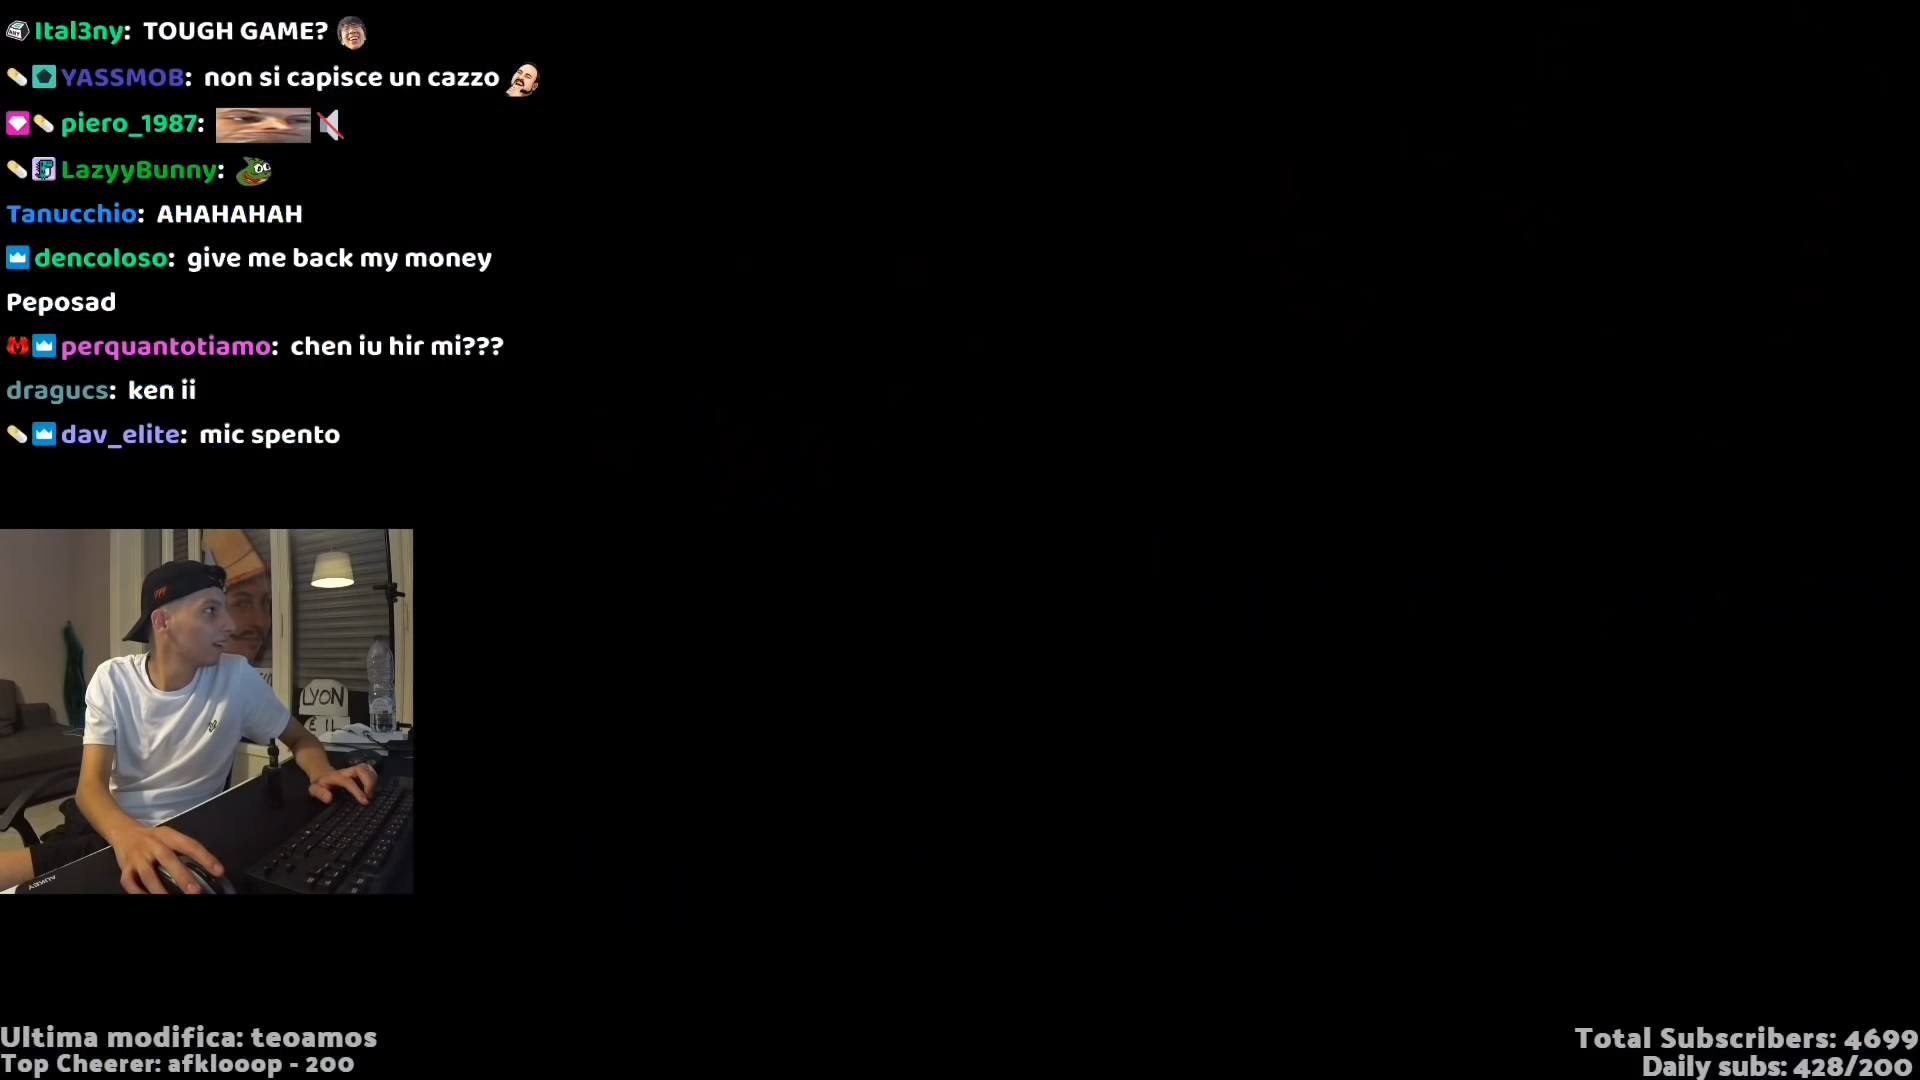 Ital3ny: TOUGH GAME?
YASSMOB: non si capisce un cazzo
piero_1987:
LazyyBunny:
Tanucchio: AHAHAHAH
dencoloso: give me back my money
Peposad
perquantotiamo: chen iu hir mi???
dragucs: ken ii
dav_elite: mic spento
LYON
È IL
AUKEY
Ultima modifica: teoamos
Top Cheerer: afklooop - 200
Total Subscribers: 4699
Daily subs: 428/200